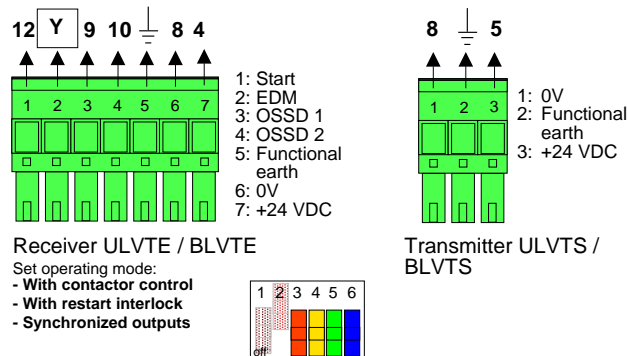 12 Y 9 10 8 4
1 2 3 4 5 6 7
1: Start
2: EDM
3: OSSD 1
4: OSSD 2
5: Functional
earth
6: 0V
7: +24 VDC
8 5
1 2 3
1: 0V
2: Functional
earth
3: +24 VDC
Receiver ULVTE / BLVTE
Set operating mode:
- With contactor control
- With restart interlock
- Synchronized outputs
1 2 3 4 5 6
off
Transmitter ULVTS /
BLVTS